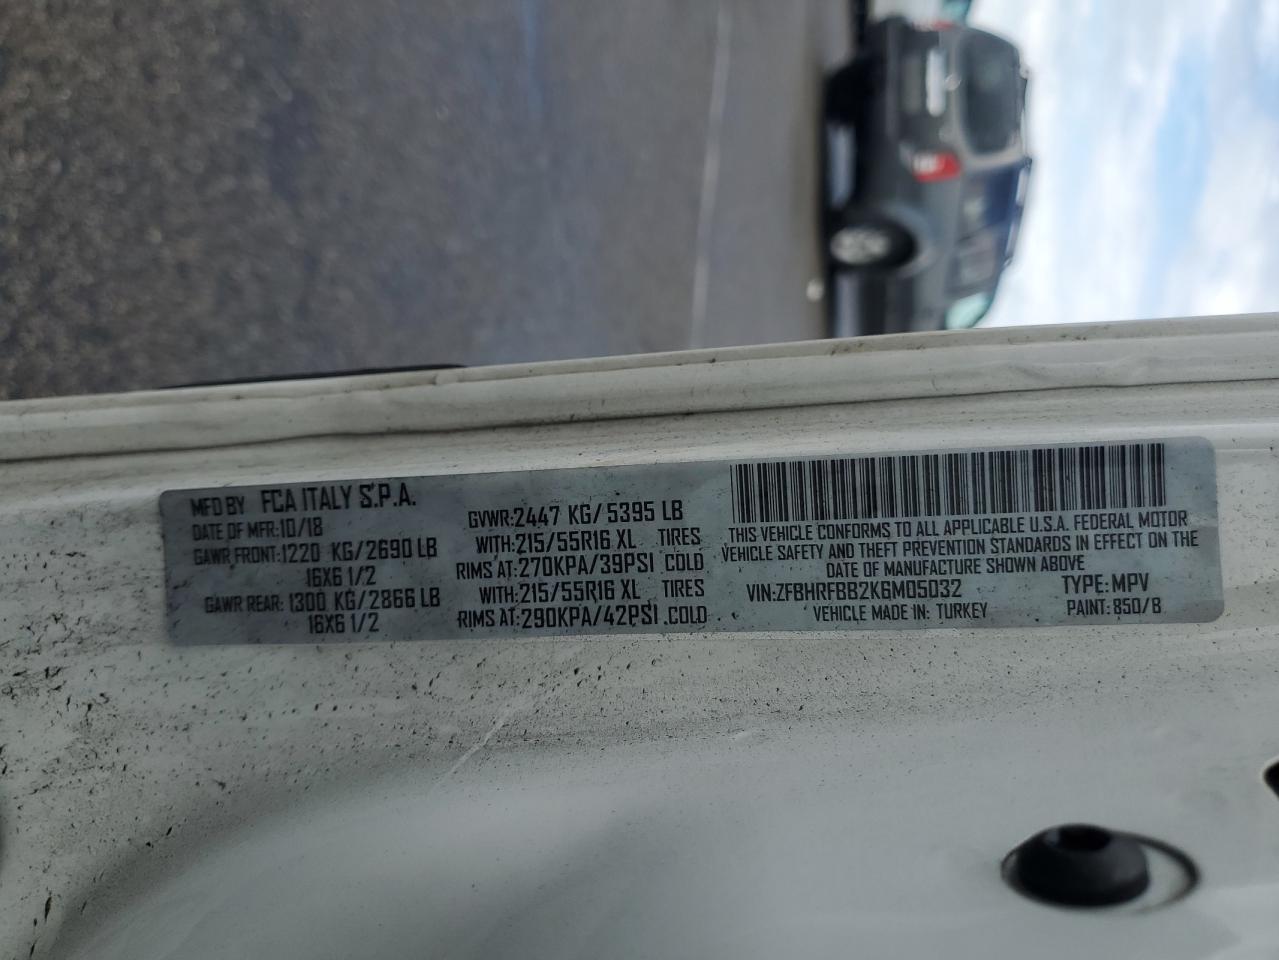 MFD BY FCA ITALY S.P.A.
DATE OF MFR:10/18
GAWR FRONT:1220 KG/2690 LB
16X6 1/2
GAWR REAR: 1300 KG/2866 LB
16X6 1/2
GVWR:2447 KG/5395 LB
WITH:215/55R16 XL TIRES
RIMS AT:270KPA/39PSI COLD
WITH:215/55R16 XL TIRES
RIMS AT:290KPA/42PSI COLD
THIS VEHICLE CONFORMS TO ALL APPLICABLE U.S.A. FEDERAL MOTOR
VEHICLE SAFETY AND THEFT PREVENTION STANDARDS IN EFFECT ON THE
DATE OF MANUFACTURE SHOWN ABOVE
VIN:ZFBHRFBB2K6M05032 TYPE:MPV
VEHICLE MADE IN: TURKEY PAINT:850/B